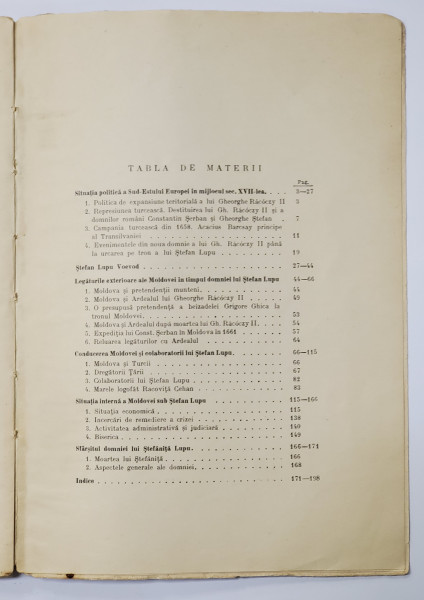 TABLA DE MATERII
Pag.
Situația politică a Sud-Estului Europei în mijlocul sec. XVII-lea. . . 3—27
1. Politica de expansiune teritorială a lui Gheorghe Rácóczy II 3
2. Represiunea turcească. Destituirea lui Gh. Rácóczy II și a
domnilor români Constantin Șerban și Gheorghe Ștefan . 7
3. Campania turcească din 1658. Acacius Barcsay principe
al Transilvaniei . . . 11
4. Evenimentele din noua domnie a lui Gh. Rácóczy II până
la urcarea pe tron a lui Ștefan Lupu . . . 19
Ștefan Lupu Voevod . . . 27—44
Legăturile exterioare ale Moldovei în timpul domniei lui Ștefan Lupu 44—66
1. Moldova și pretendenții munteni. . . 44
2. Moldova și Ardealul lui Gheorghe Rácóczy II . . . 49
3. O presupusă pretendență a beizadelei Grigore Ghica la
tronul Moldovei. . . 53
4. Moldova și Ardealul după moartea lui Gh. Rácóczy II. . . 54
5. Expediția lui Const. Șerban în Moldova în 1661 . . . 57
6. Reluarea legăturilor cu Ardealul . . . 64
Conducerea Moldovei și colaboratorii lui Ștefan Lupu. . . 66—115
1. Moldova și Turcii . . . 66
2. Dregătorii Țării . . . 67
3. Colaboratorii lui Ștefan Lupu . . . 82
4. Marele logofăt Racoviță Cehan . . . 83
Situația internă a Moldovei sub Ștefan Lupu . . . 115—166
1. Situația economică. . . 115
2. Incercări de remediere a crizei . . . 138
3. Activitatea administrativă și judiciară . . . 140
4. Biserica . . . 149
Sfârșitul domniei lui Ștefăniță Lupu. . . 166—171
1. Moartea lui Ștefăniță . . . 166
2. Aspectele generale ale domniei. . . 168
Indice . . . 171—198